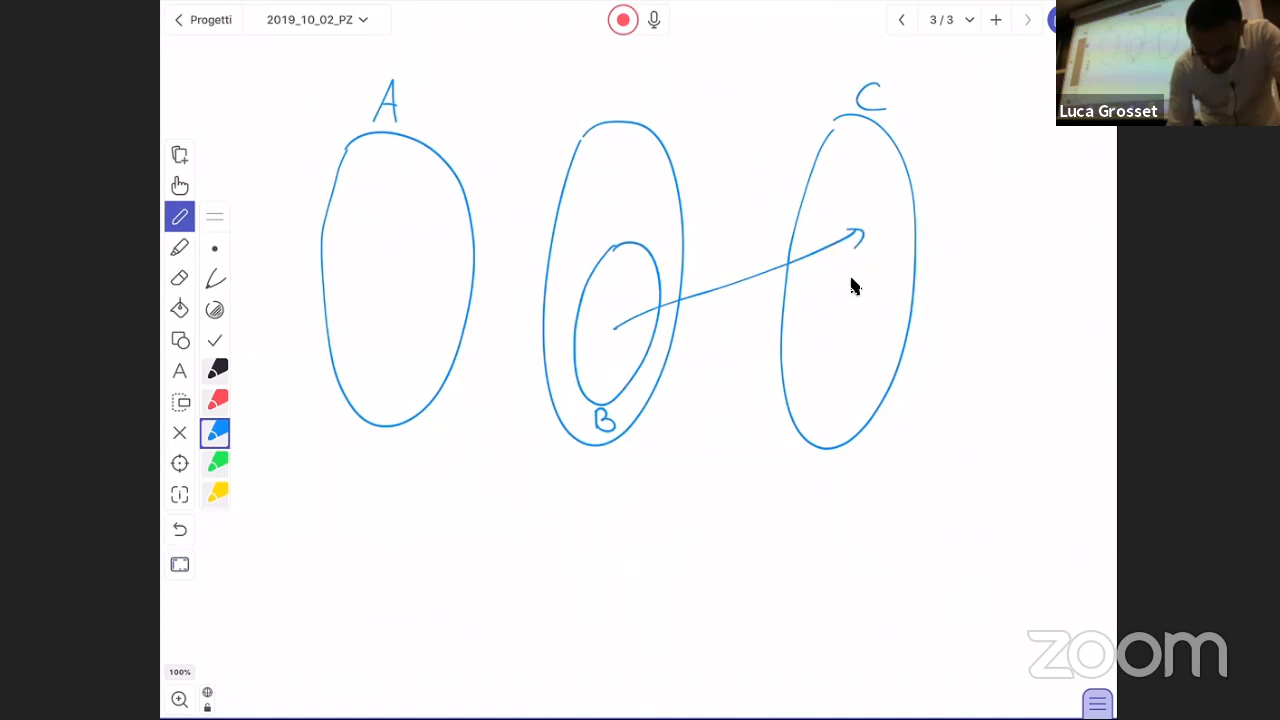 Progetti
2019_10_02_PZ
3 / 3
Luca Grosset
A
C
B
A
100%
zoom